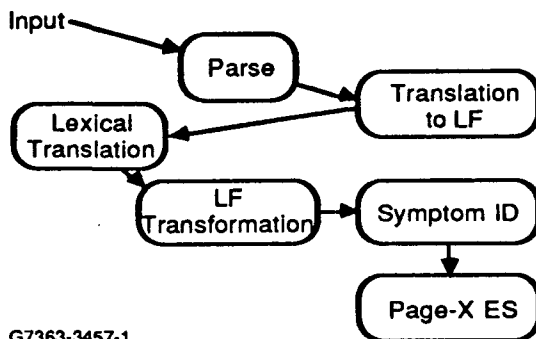 Input
Parse
Translation
to LF
Lexical
Translation
LF
Transformation
Symptom ID
Page-X ES
G7363-3457-1